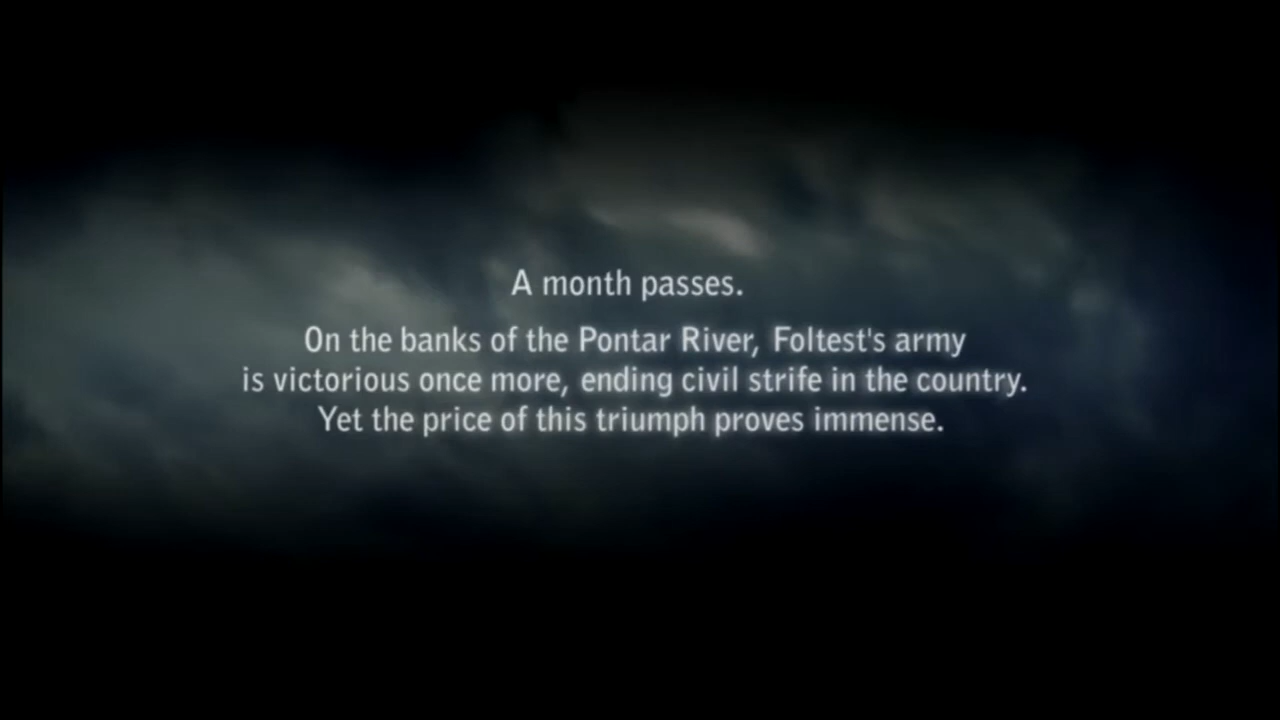 A month passes.
On the banks of the Pontar River, Foltest's army
is victorious once more, ending civil strife in the country.
Yet the price of this triumph proves immense.